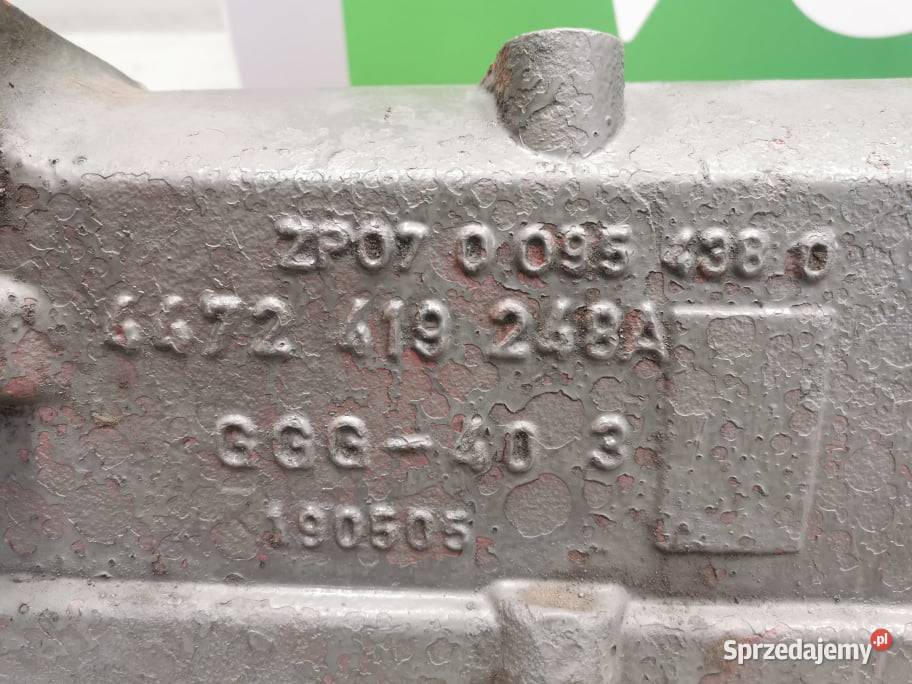 ZP07 0 095 438 0
4472 419 248A
GGG-40 3
190505
Sprzedajemy.pl